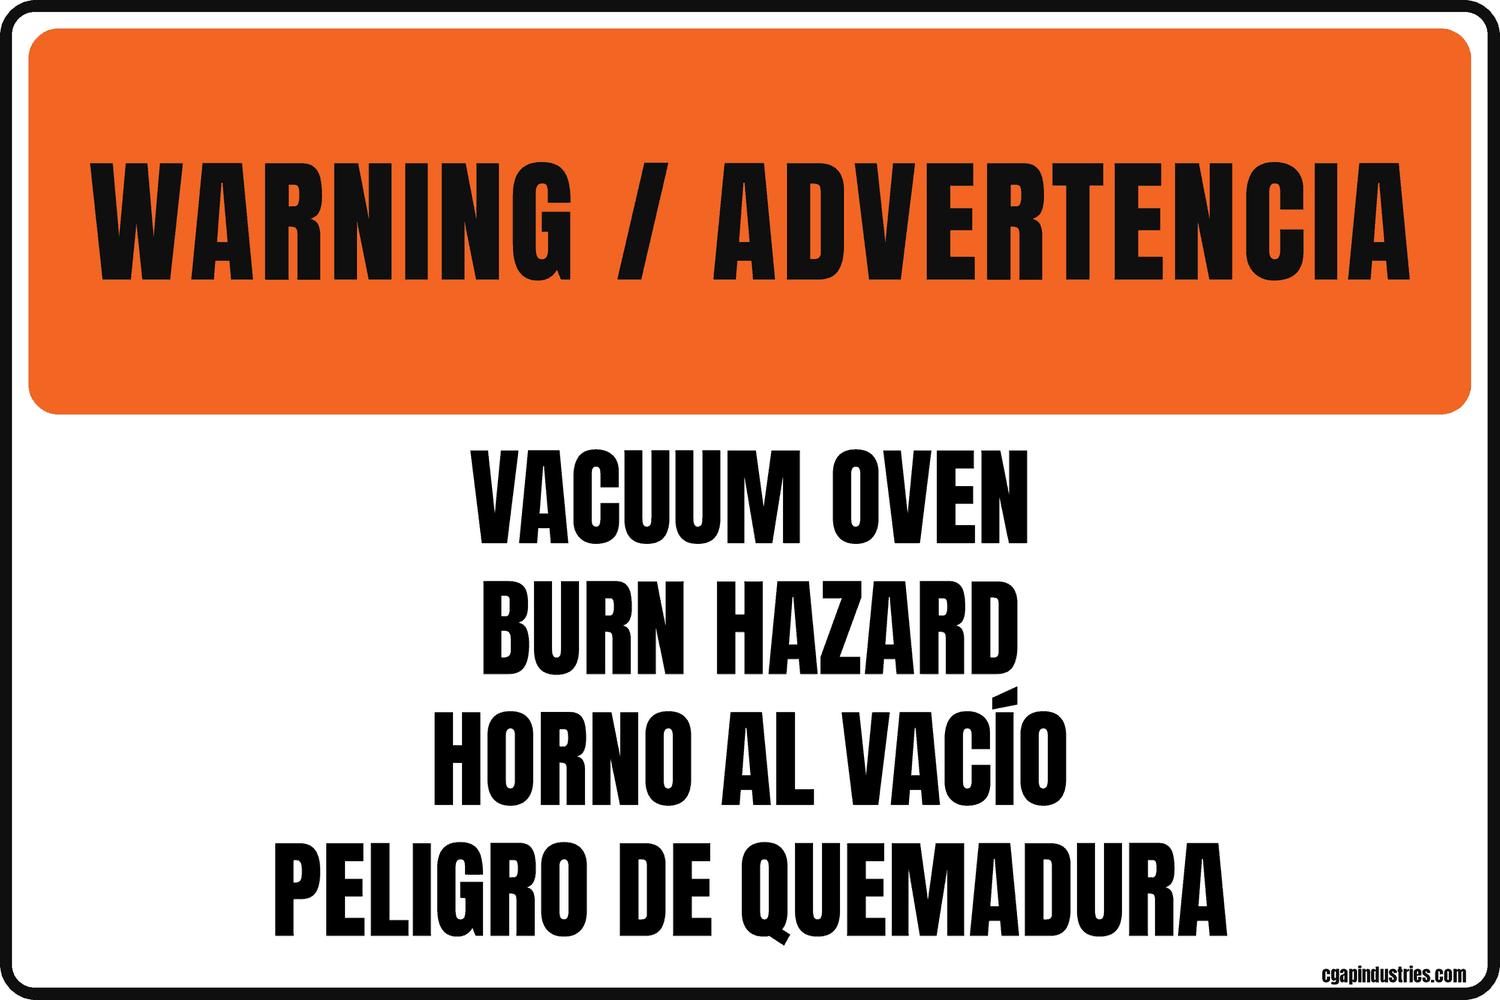 WARNING / ADVERTENCIA
VACUUM OVEN
BURN HAZARD
HORNO AL VACÍO
PELIGRO DE QUEMADURA
cgapindustries.com